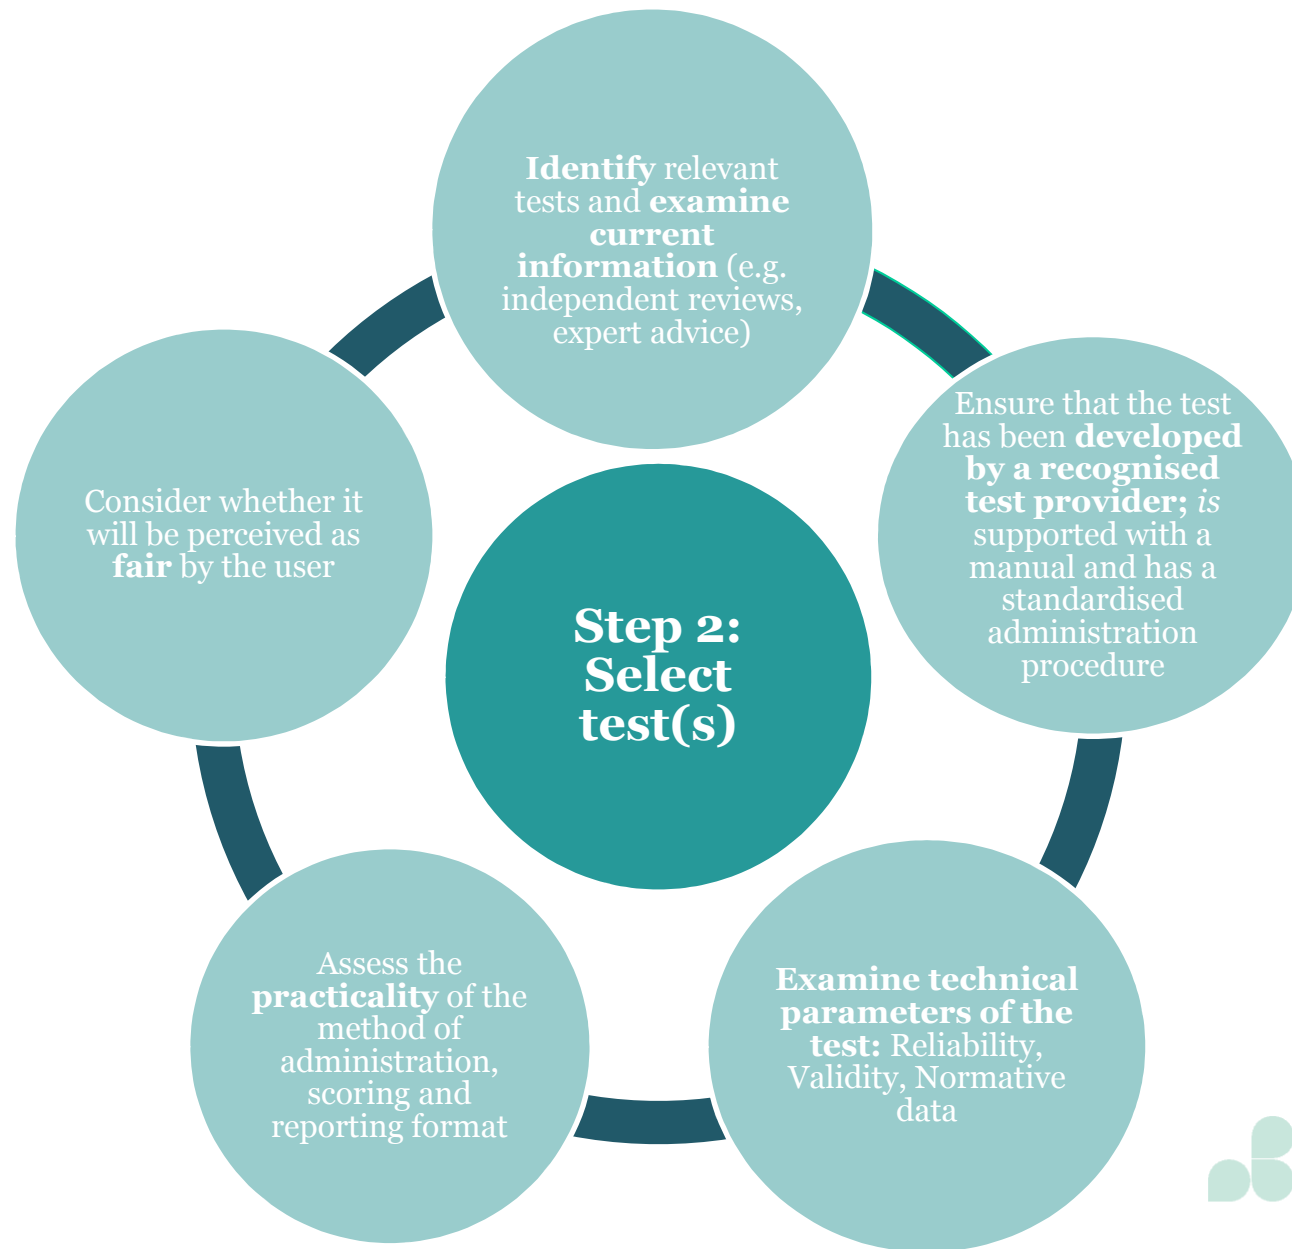 Identify relevant
tests and examine
current
information (e.g.
independent reviews,
expert advice)
Ensure that the test
has been developed
by a recognised
test provider; is
supported with a
manual and has a
standardised
administration
procedure
Examine technical
parameters of the
test: Reliability,
Validity, Normative
data
Assess the
practicality of the
method of
administration,
scoring and
reporting format
Consider whether it
will be perceived as
fair by the user
Step 2:
Select
test(s)